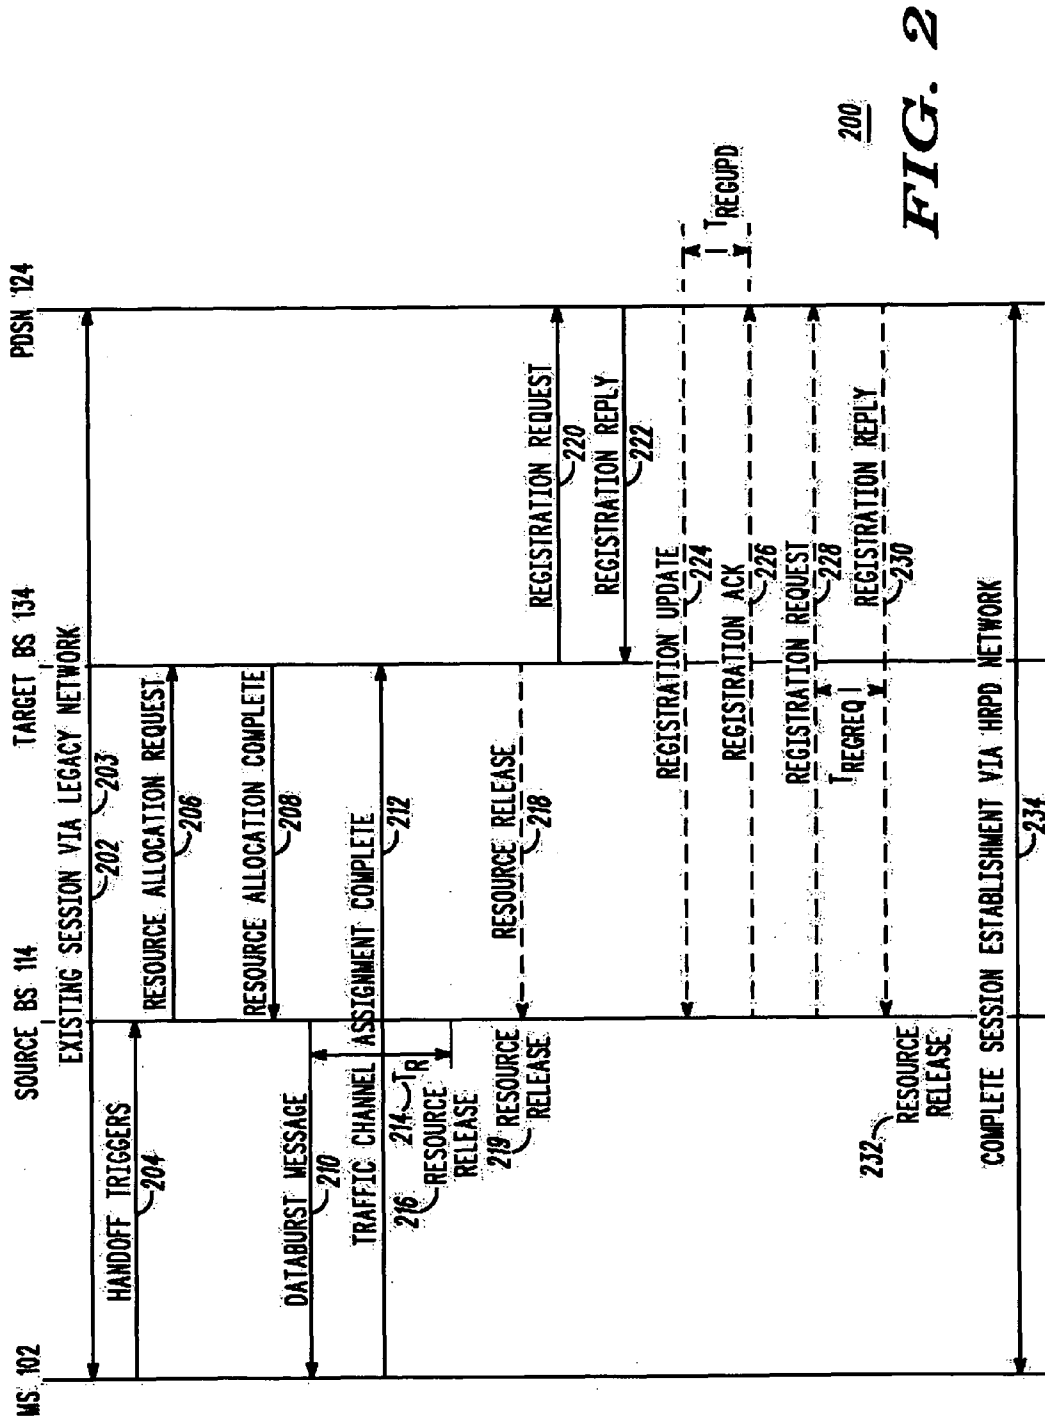 MS 102
SOURCE BS 114
TARGET BS 134
PDSN 124
EXISTING SESSION VIA LEGACY NETWORK
202
203
HANDOFF TRIGGERS
204
RESOURCE ALLOCATION REQUEST
206
RESOURCE ALLOCATION COMPLETE
208
DATABURST MESSAGE
210
TRAFFIC CHANNEL ASSIGNMENT COMPLETE
212
214
TR
216
RESOURCE
RELEASE
RESOURCE RELEASE
218
219
RESOURCE
RELEASE
REGISTRATION REQUEST
220
REGISTRATION REPLY
222
REGISTRATION UPDATE
224
TREGUPD
REGISTRATION ACK
226
REGISTRATION REQUEST
228
TREGREQ
REGISTRATION REPLY
230
232
RESOURCE
RELEASE
COMPLETE SESSION ESTABLISHMENT VIA HRPD NETWORK
234
200
FIG. 2